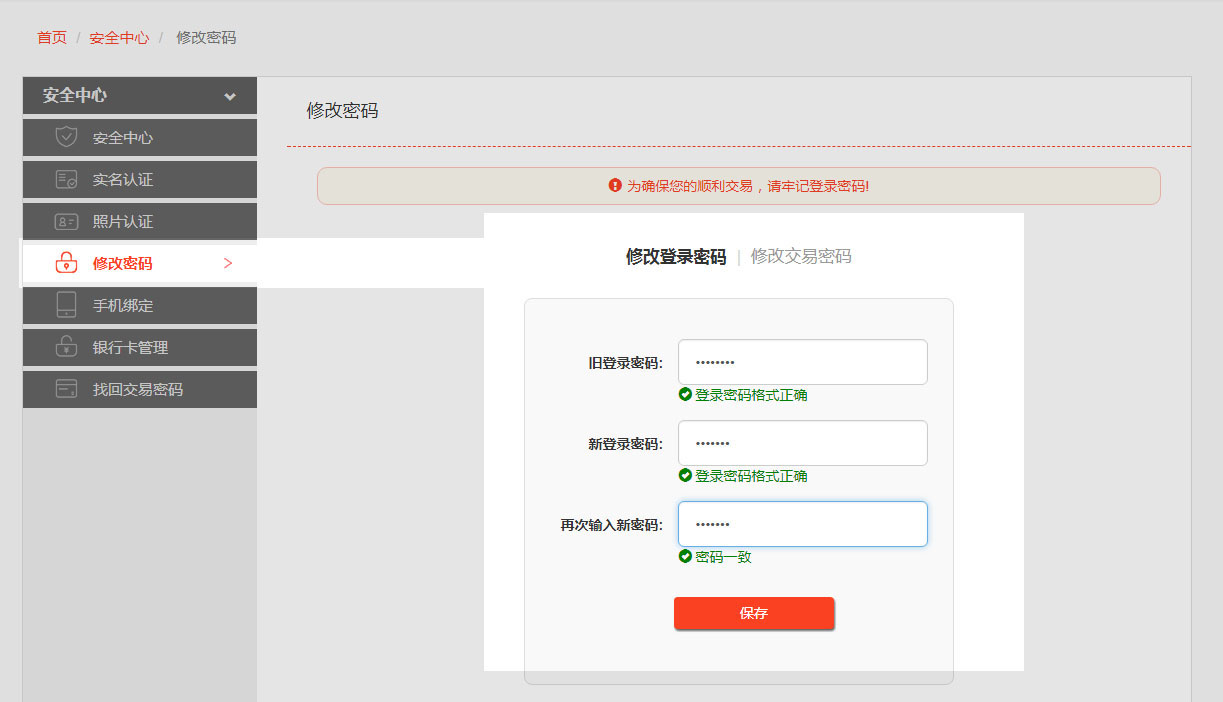 首页 / 安全中心 / 修改密码
安全中心
安全中心
实名认证
照片认证
修改密码 >
手机绑定
银行卡管理
找回交易密码
修改密码
为确保您的顺利交易，请牢记登录密码!
修改登录密码 | 修改交易密码
旧登录密码: ••••••••
登录密码格式正确
新登录密码: •••••••
登录密码格式正确
再次输入新密码: •••••••
密码一致
保存